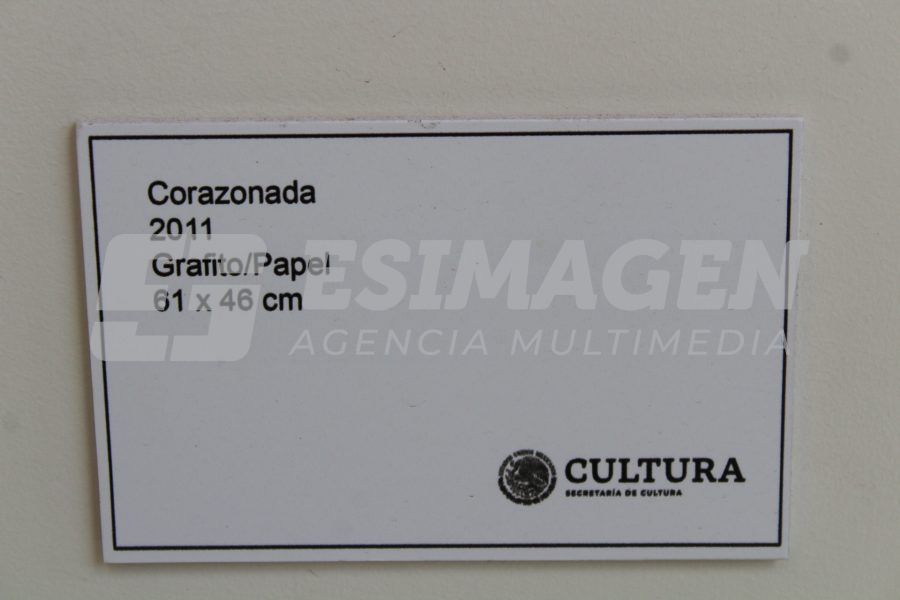 Corazonada
2011
Grafito/Papel
61 x 46 cm
ESIMAGEN
AGENCIA MULTIMEDIA
CULTURA
SECRETARÍA DE CULTURA